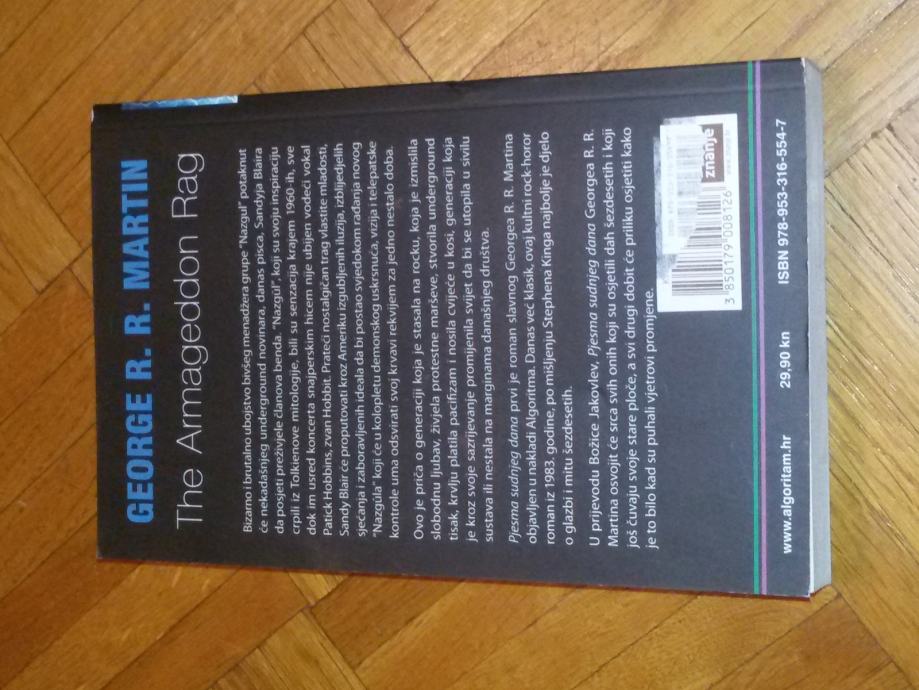 GEORGE R. R. MARTIN
The Armageddon Rag
Bizarno i brutalno ubojstvo bivšeg menadžera grupe "Nazgul" potaknut
će nekadašnjeg underground novinara, danas pisca, Sandyja Blaira
da posjeti preživjele članova benda. "Nazgul", koji su svoju inspiraciju
crpili iz Tolkienove mitologije, bili su senzacija krajem 1960-ih, sve
dok im usred koncerta snajperskim hicem nije ubijen vodeći vokal
Patick Hobbins, zvan Hobbit. Prateći nostalgičan trag vlastite mladosti,
Sandy Blair će proputovati kroz Ameriku izgubljenih iluzija, izblijedjelih
sjećanja i zaboravljenih ideala da bi postao svjedokom rađanja novog
"Nazgula" koji će u kolopletu demonskog uskrsnuća, vizija i telepatske
kontrole uma odsvirati svoj krvavi rekvijem za jedno nestalo doba.
Ovo je priča o generaciji koja je stasala na rocku, koja je izmislila
slobodnu ljubav, živjela protestne marševe, stvorila underground
tisak, krvlju platila pacifizam i nosila cvijeće u kosi, generaciji koja
je kroz svoje sazrijevanje promijenila svijet da bi se utopila u sivilu
sustava ili nestala na marginama današnjeg društva.
Pjesma sudnjeg dana prvi je roman slavnog Georgea R. R. Martina
objavljen u nakladi Algoritma. Danas već klasik, ovaj kultni rock-horor
roman iz 1983. godine, po mišljenju Stephena Kinga najbolje je djelo
o glazbi i mitu šezdesetih.
U prijevodu Božice Jakovlev, Pjesma sudnjeg dana Georgea R. R.
Martina osvojit će srca svih onih koji su osjetili dah šezdesetih i koji
još čuvaju svoje stare ploče, a svi drugi dobit će priliku osjetiti kako
je to bilo kad su puhali vjetrovi promjene.
3 850179 008126
znanje
www.algoritam.hr
29,90 kn
ISBN 978-953-316-554-7